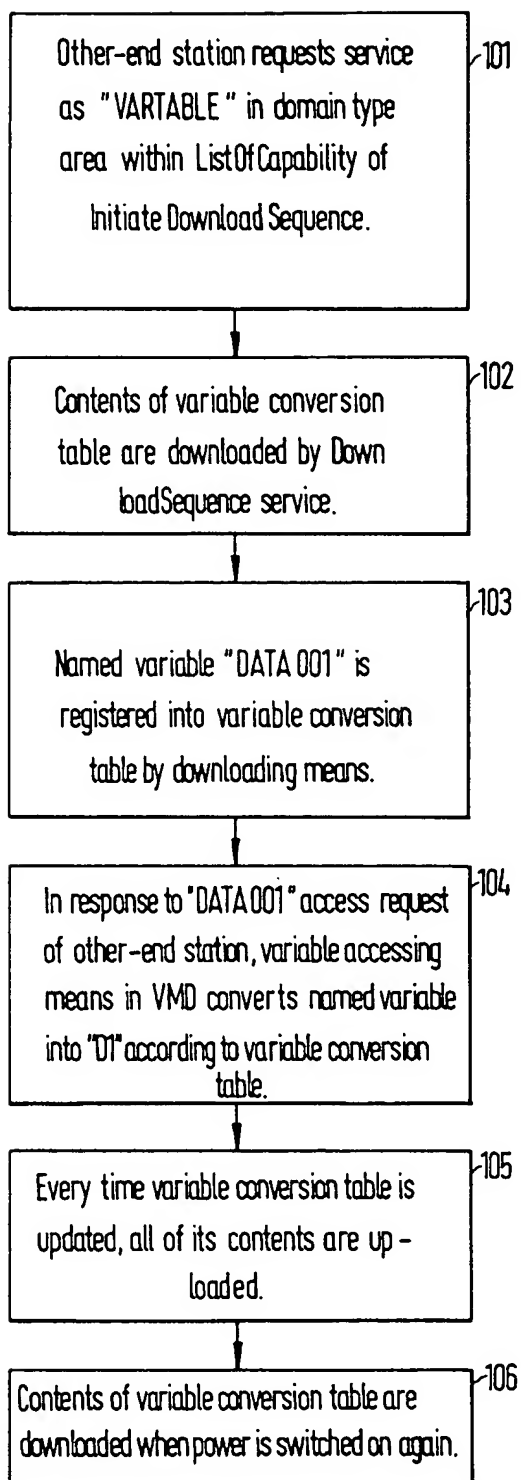 Other-end station requests service
as "VARTABLE" in domain type
area within ListOfCapability of
Initiate Download Sequence.
101
Contents of variable conversion
table are downloaded by Down
loadSequence service.
102
Named variable "DATA 001" is
registered into variable conversion
table by downloading means.
103
In response to "DATA 001" access request
of other-end station, variable accessing
means in VMD converts named variable
into "D1" according to variable conversion
table.
104
Every time variable conversion table is
updated, all of its contents are up-
loaded.
105
Contents of variable conversion table are
downloaded when power is switched on again.
106